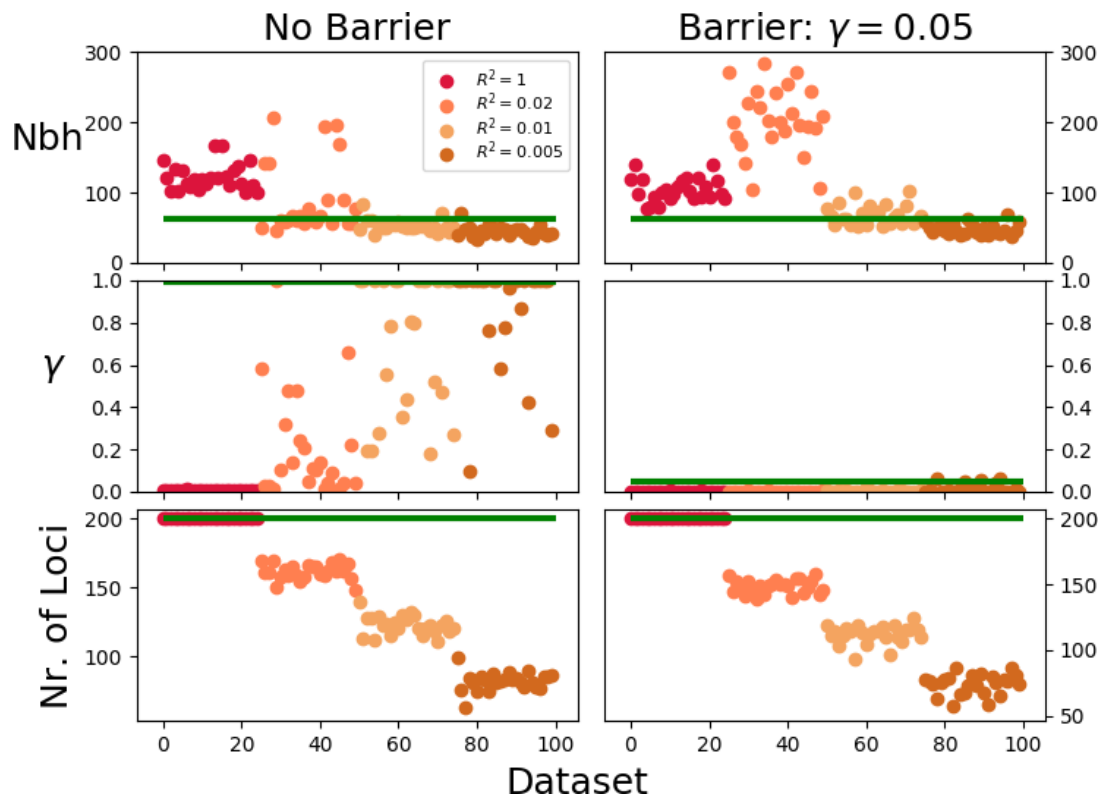 No Barrier
Barrier: γ = 0.05
300
200
100
0
Nbh
R² = 1
R² = 0.02
R² = 0.01
R² = 0.005
300
200
100
0
1.0
0.8
0.6
0.4
0.2
0.0
γ
1.0
0.8
0.6
0.4
0.2
0.0
200
150
100
Nr. of Loci
200
150
100
50
0 20 40 60 80 100
0 20 40 60 80 100
Dataset